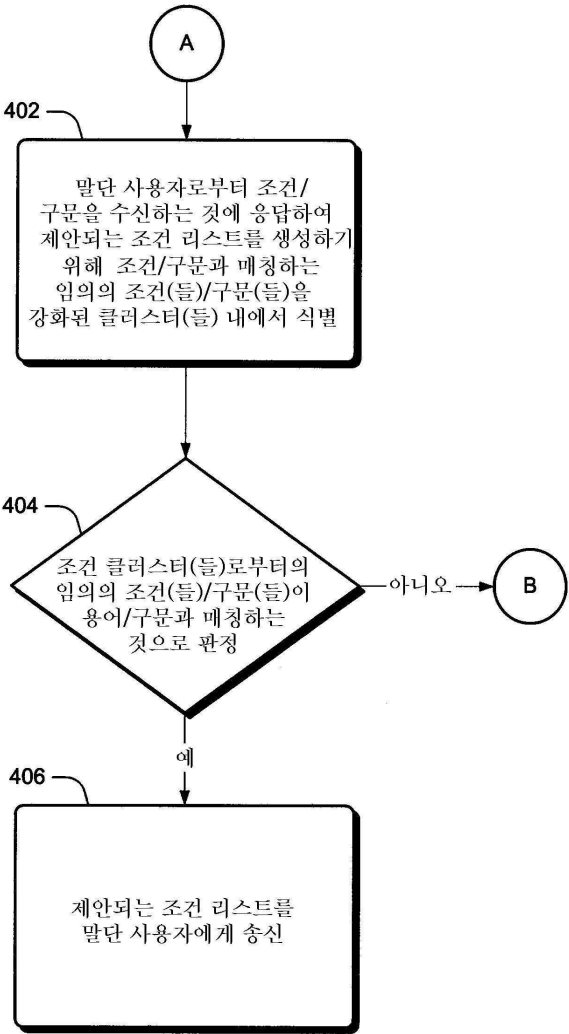 A
402
말단 사용자로부터 조건/
구문을 수신하는 것에 응답하여
제안되는 조건 리스트를 생성하기
위해 조건/구문과 매칭하는
임의의 조건(들)/구문(들)을
강화된 클러스터(들) 내에서 식별
404
조건 클러스터(들)로부터의
임의의 조건(들)/구문(들)이
용어/구문과 매칭하는
것으로 판정
아니오
B
예
406
제안되는 조건 리스트를
말단 사용자에게 송신